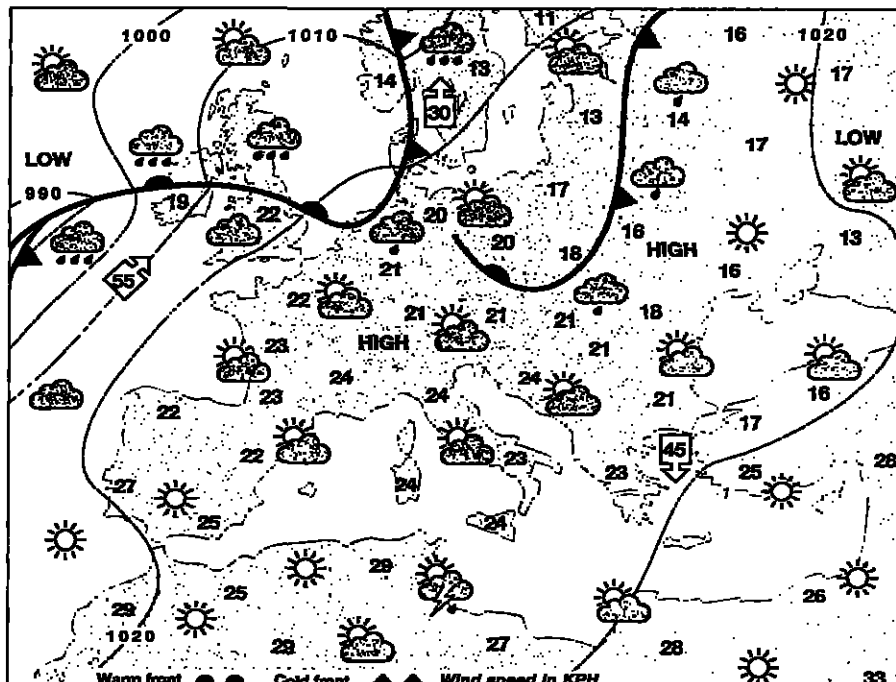 11
1000 1010 16 1020
14 13 17
30 13 14
17
LOW LOW
990 19 22 20 17
20 16 HIGH 13
21 18 16
55
22 21 21 21 18
23 HIGH 21
24 24 24 21 16
23
22 17
22 23 23 45 25 28
27 24
25 24
25 29 26
29
1020 29 27 28
33
Warm front Cold front Wind speed in KPH